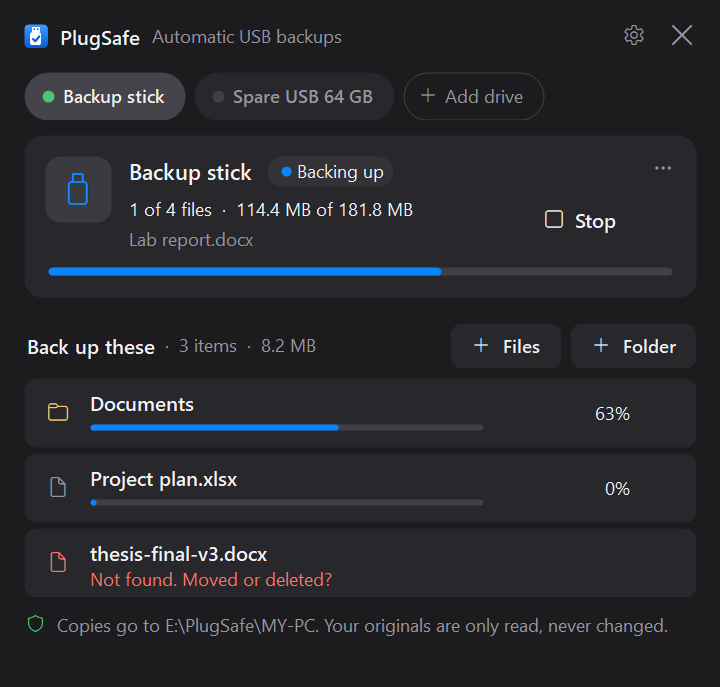 PlugSafe Automatic USB backups
Backup stick Spare USB 64 GB + Add drive
Backup stick Backing up ...
1 of 4 files · 114.4 MB of 181.8 MB
Stop
Lab report.docx
Back up these · 3 items · 8.2 MB + Files + Folder
Documents
63%
Project plan.xlsx
0%
thesis-final-v3.docx
Not found. Moved or deleted?
Copies go to E:\PlugSafe\MY-PC. Your originals are only read, never changed.